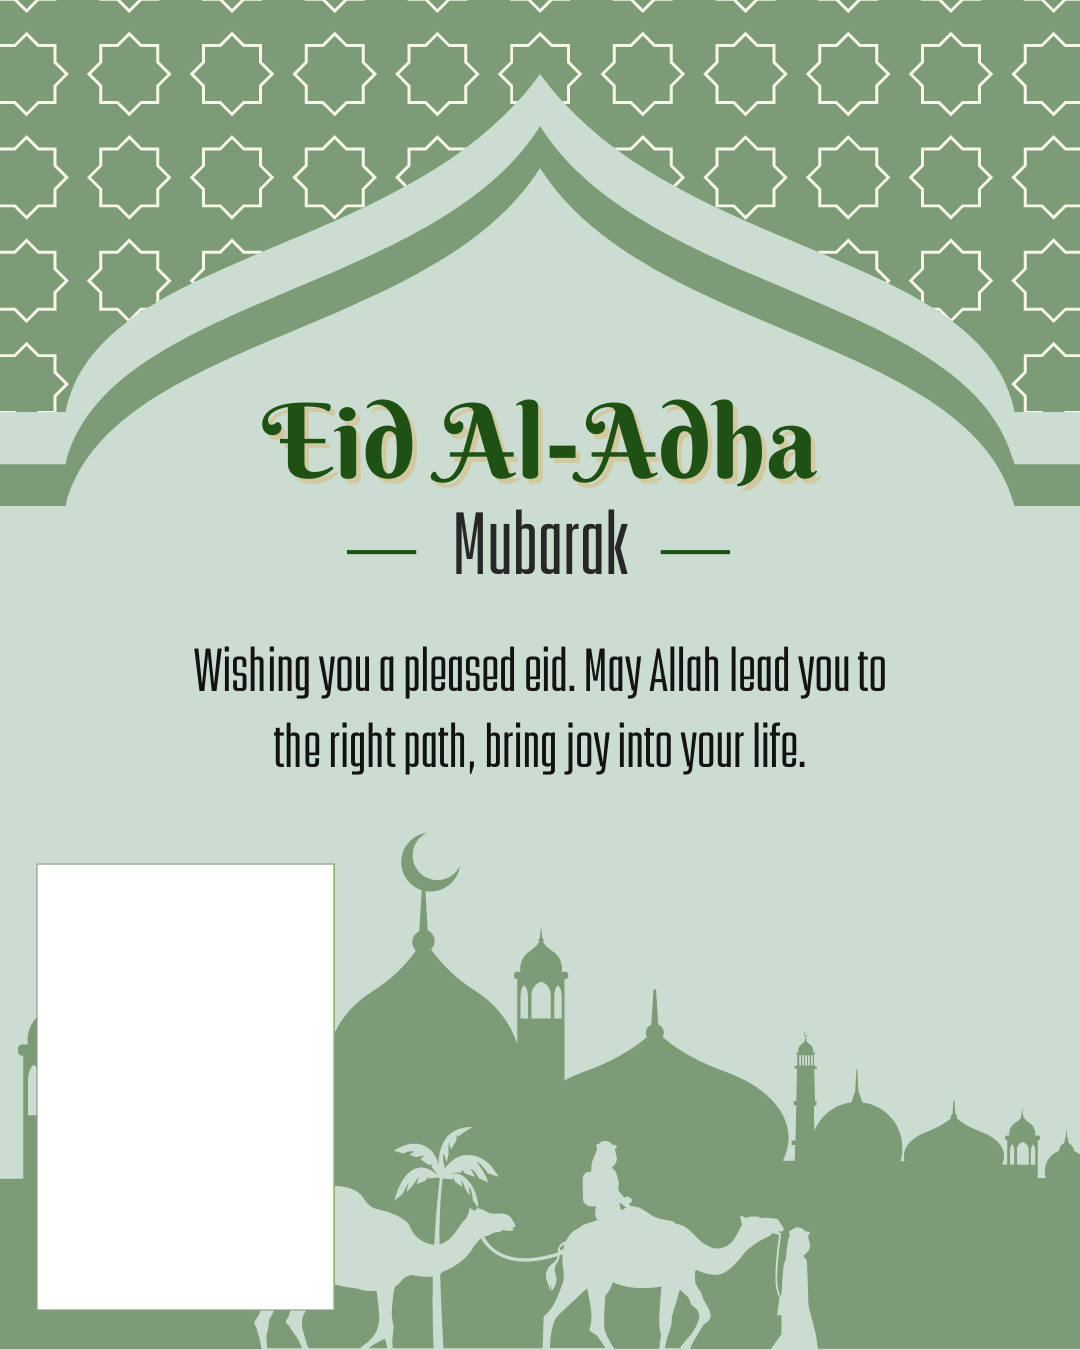 Eid Al-Adha
Mubarak
Wishing you a pleased eid. May Allah lead you to
the right path, bring joy into your life.